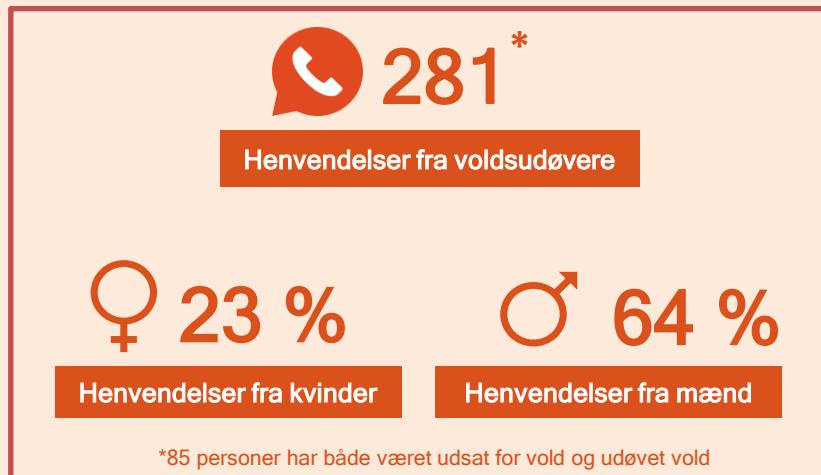 281*
Henvendelser fra voldsudøvere
23 %
64 %
Henvendelser fra kvinder
Henvendelser fra mænd
*85 personer har både været udsat for vold og udøvet vold